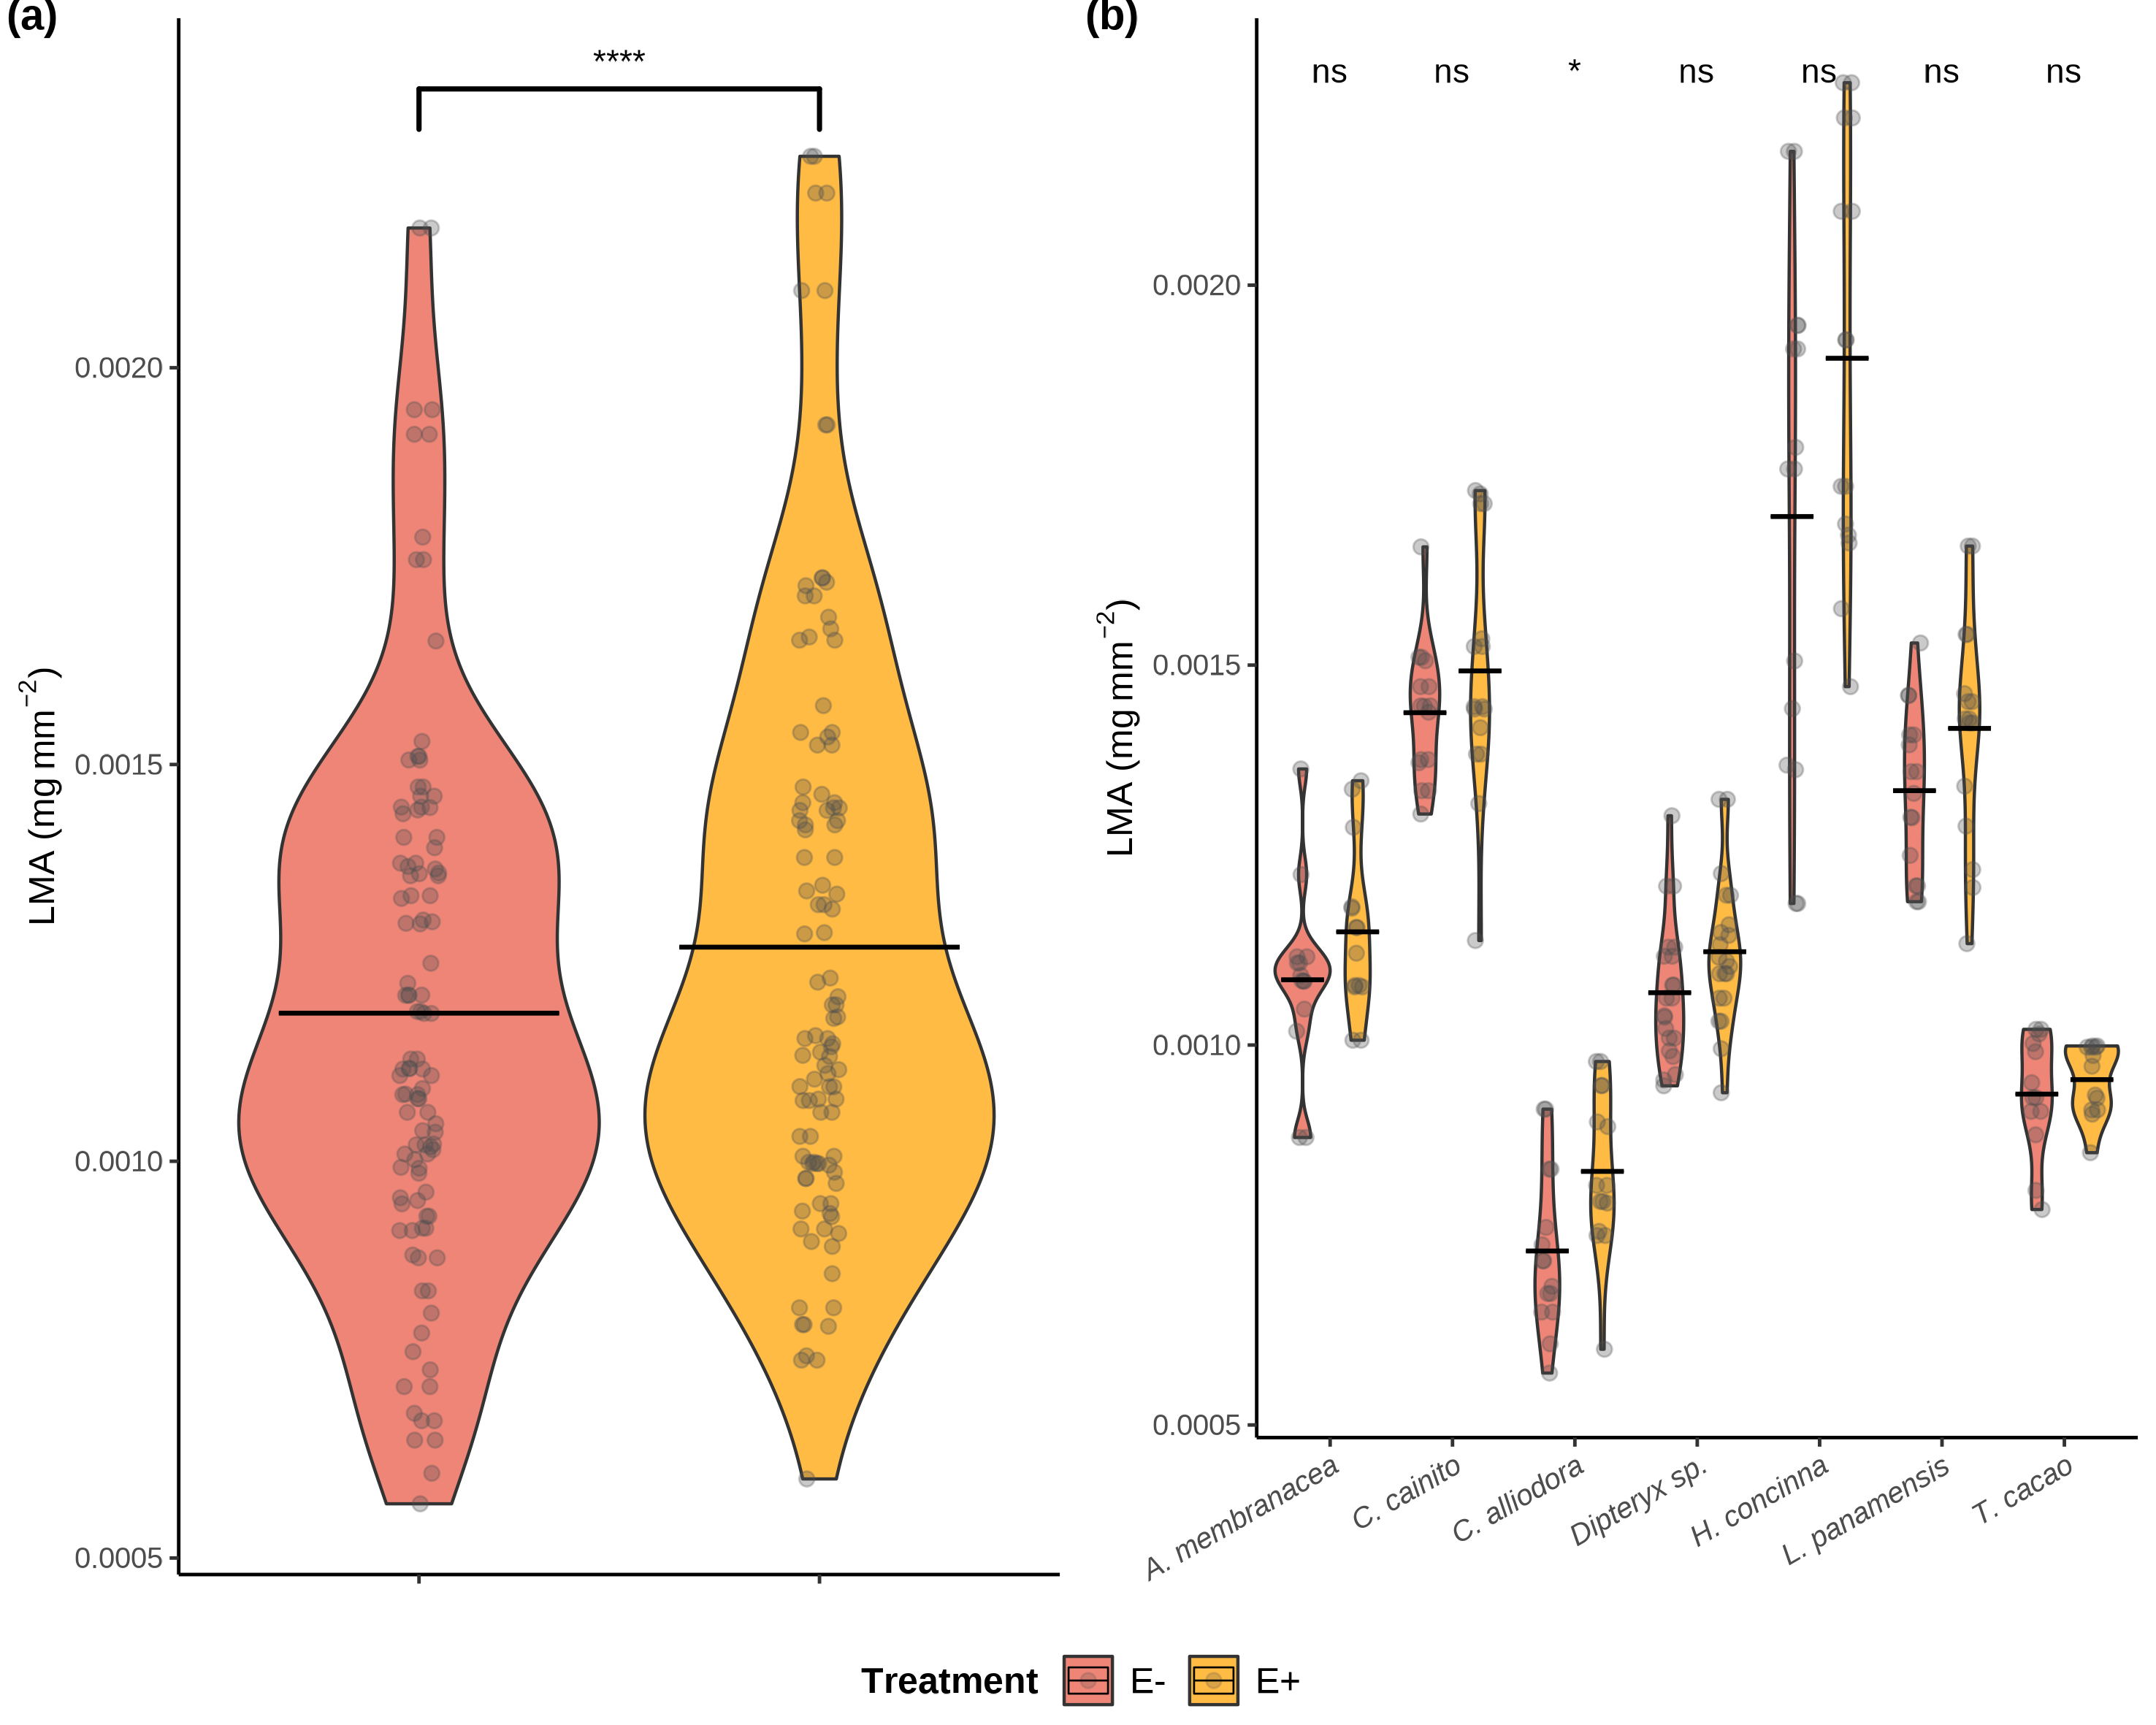 (a)
****
0.0020
0.0015
0.0010
0.0005
LMA (mg mm⁻²)
(b)
ns ns * ns ns ns ns
0.0020
0.0015
0.0010
0.0005
LMA (mg mm⁻²)
A. membranacea
C. cainito
C. alliodora
Dipteryx sp.
H. concinna
L. panamensis
T. cacao
Treatment E- E+